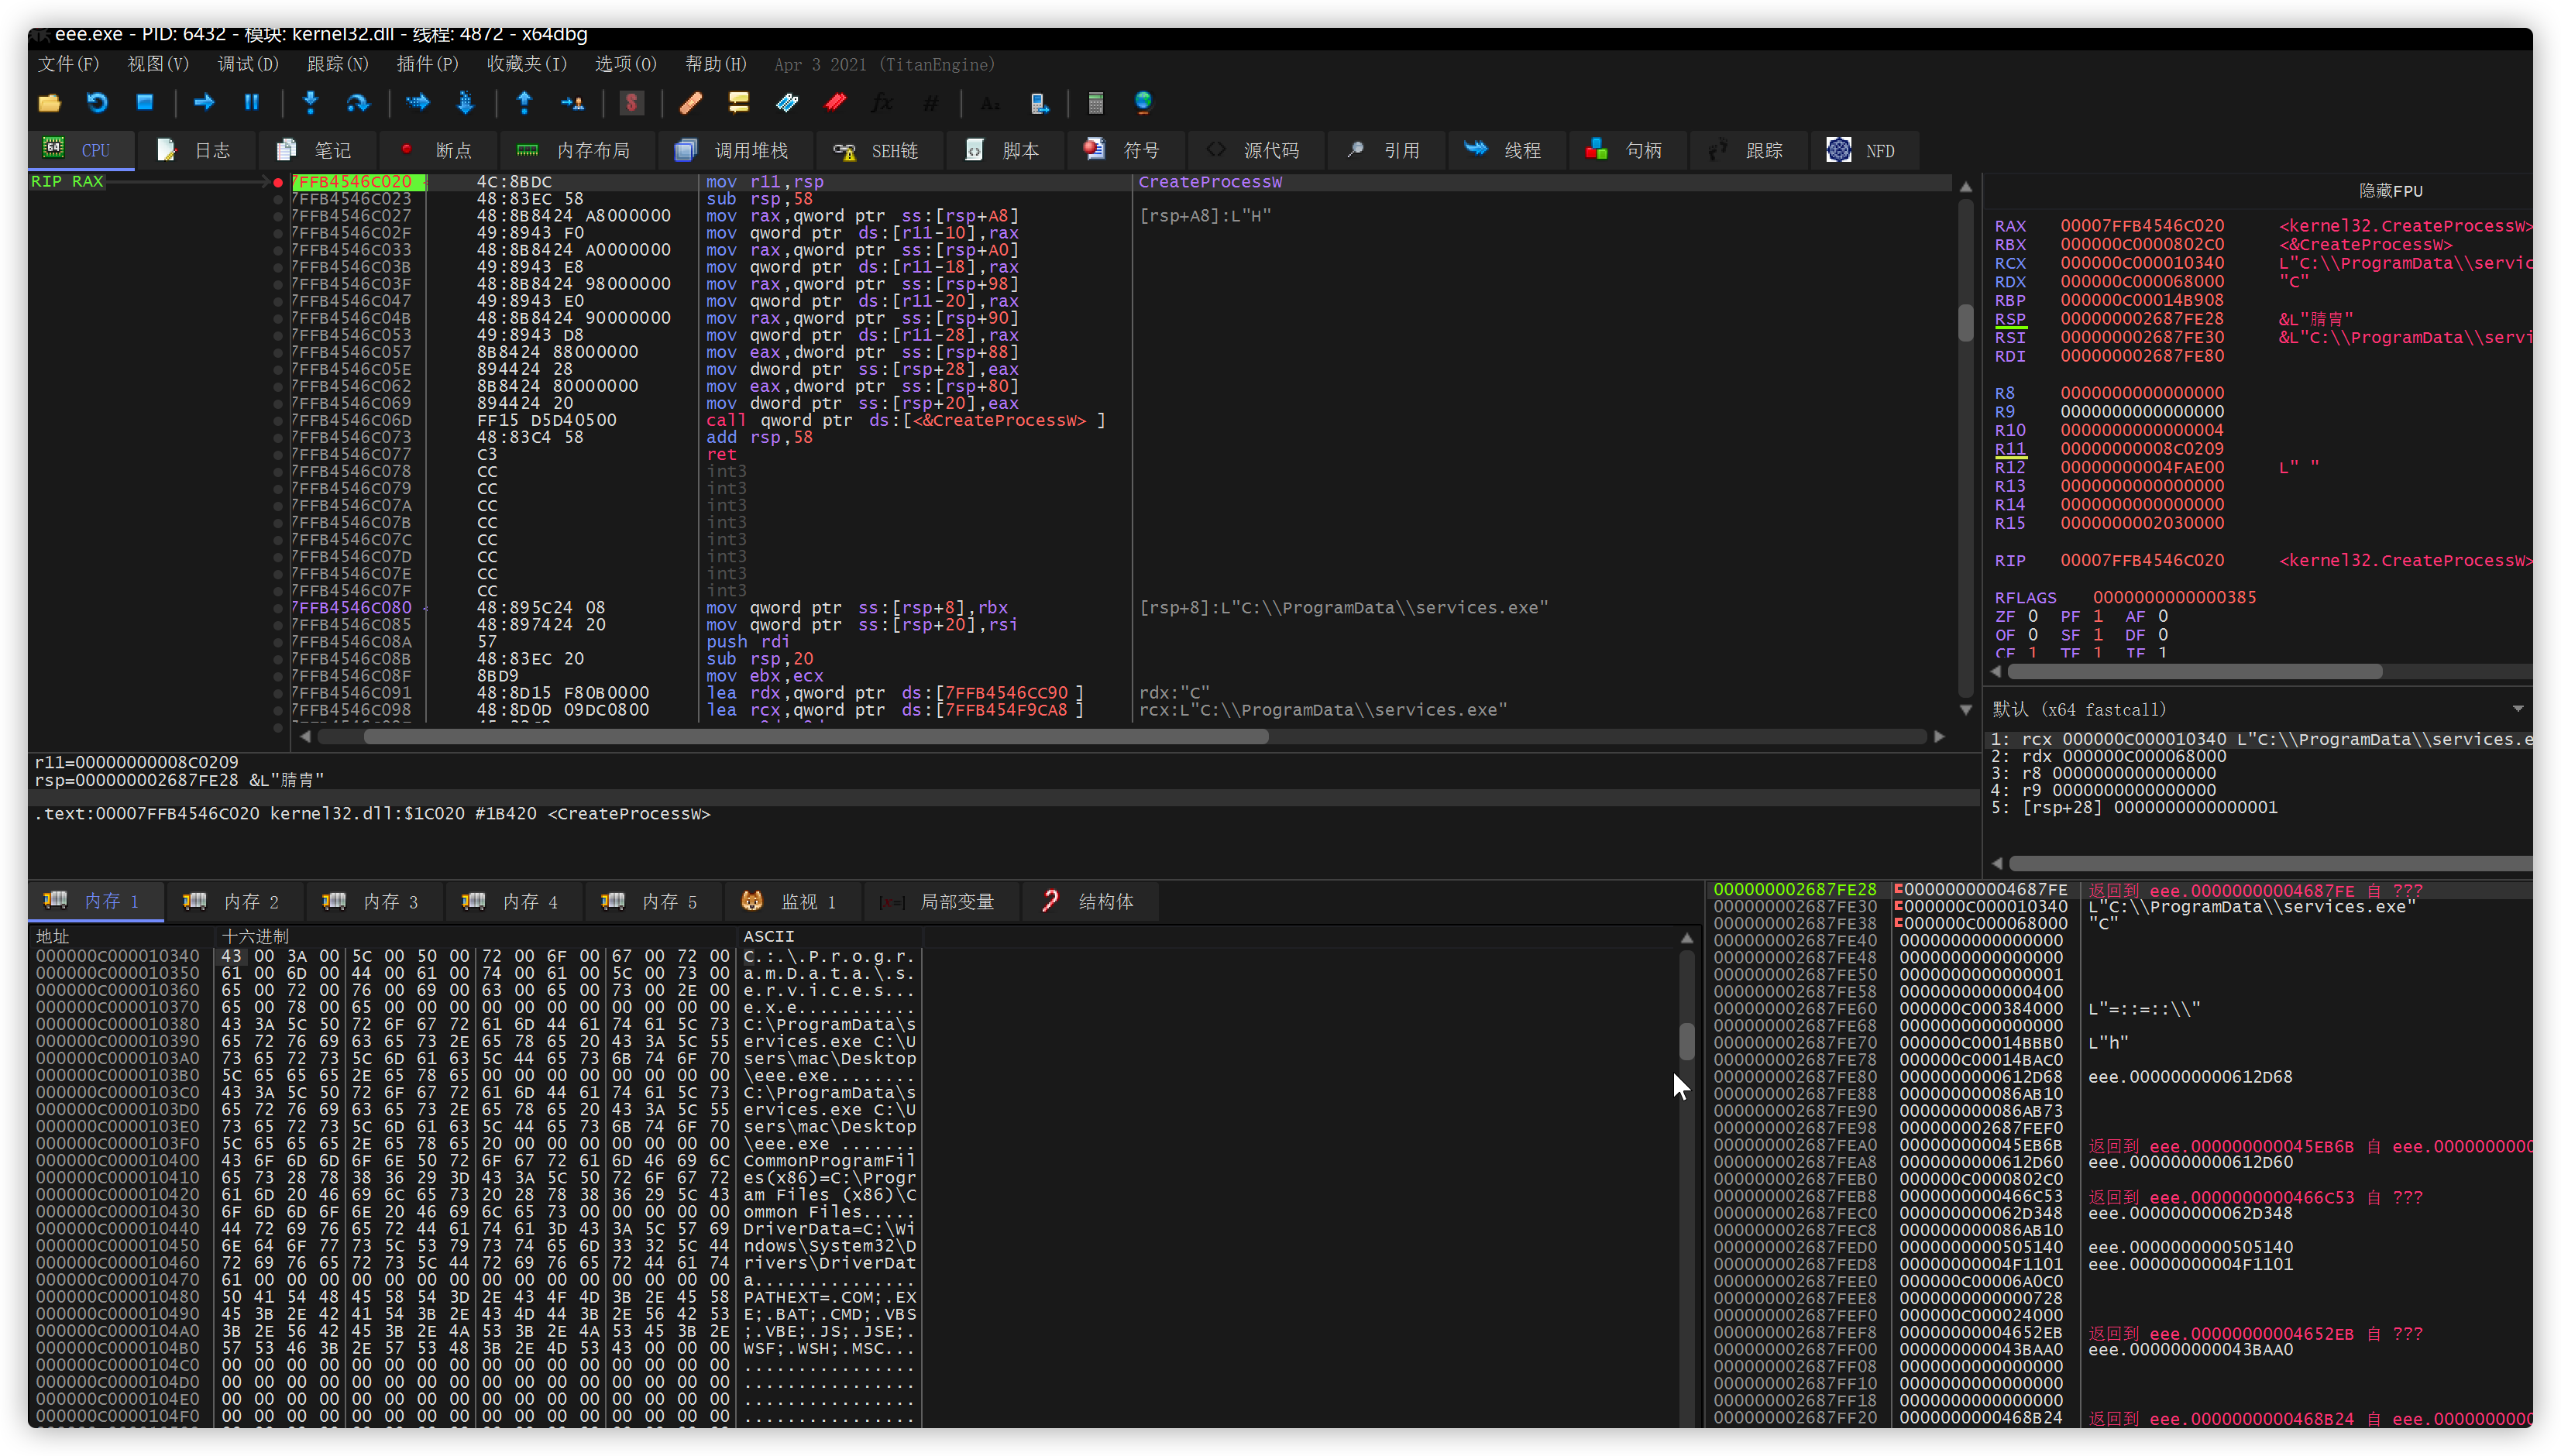 eee.exe - PID: 6432 - 模块: kernel32.dll - 线程: 4872 - x64dbg
文件(F) 视图(V) 调试(D) 跟踪(N) 插件(P) 收藏夹(I) 选项(O) 帮助(H) Apr 3 2021 (TitanEngine)
CPU 日志 笔记 断点 内存布局 调用堆栈 SEH链 脚本 符号 源代码 引用 线程 句柄 跟踪 NFD
RIP RAX
7FFB4546C020 4C:8BDC mov r11,rsp CreateProcessW
7FFB4546C023 48:83EC 58 sub rsp,58
7FFB4546C027 48:8B8424 A8000000 mov rax,qword ptr ss:[rsp+A8] [rsp+A8]:L"H"
7FFB4546C02F 49:8943 F0 mov qword ptr ds:[r11-10],rax
7FFB4546C033 48:8B8424 A0000000 mov rax,qword ptr ss:[rsp+A0]
7FFB4546C03B 49:8943 E8 mov qword ptr ds:[r11-18],rax
7FFB4546C03F 48:8B8424 98000000 mov rax,qword ptr ss:[rsp+98]
7FFB4546C047 49:8943 E0 mov qword ptr ds:[r11-20],rax
7FFB4546C04B 48:8B8424 90000000 mov rax,qword ptr ss:[rsp+90]
7FFB4546C053 49:8943 D8 mov qword ptr ds:[r11-28],rax
7FFB4546C057 8B8424 88000000 mov eax,dword ptr ss:[rsp+88]
7FFB4546C05E 894424 28 mov dword ptr ss:[rsp+28],eax
7FFB4546C062 8B8424 80000000 mov eax,dword ptr ss:[rsp+80]
7FFB4546C069 894424 20 mov dword ptr ss:[rsp+20],eax
7FFB4546C06D FF15 D5D40500 call qword ptr ds:[<&CreateProcessW> ]
7FFB4546C073 48:83C4 58 add rsp,58
7FFB4546C077 C3 ret
7FFB4546C078 CC int3
7FFB4546C079 CC int3
7FFB4546C07A CC int3
7FFB4546C07B CC int3
7FFB4546C07C CC int3
7FFB4546C07D CC int3
7FFB4546C07E CC int3
7FFB4546C07F CC int3
7FFB4546C080 48:895C24 08 mov qword ptr ss:[rsp+8],rbx [rsp+8]:L"C:\\ProgramData\\services.exe"
7FFB4546C085 48:897424 20 mov qword ptr ss:[rsp+20],rsi
7FFB4546C08A 57 push rdi
7FFB4546C08B 48:83EC 20 sub rsp,20
7FFB4546C08F 8BD9 mov ebx,ecx
7FFB4546C091 48:8D15 F80B0000 lea rdx,qword ptr ds:[7FFB4546CC90 ] rdx:"C"
7FFB4546C098 48:8D0D 09DC0800 lea rcx,qword ptr ds:[7FFB454F9CA8 ] rcx:L"C:\\ProgramData\\services.exe"
隐藏FPU
RAX 00007FFB4546C020 <kernel32.CreateProcessW>
RBX 000000C0000802C0 <&CreateProcessW>
RCX 000000C000010340 L"C:\\ProgramData\\servic
RDX 000000C000068000 "C"
RBP 000000C00014B908
RSP 000000002687FE28 &L"腈胄"
RSI 000000002687FE30 &L"C:\\ProgramData\\servi
RDI 000000002687FE80
R8 0000000000000000
R9 0000000000000000
R10 0000000000000004
R11 00000000008C0209
R12 00000000004FAE00 L" "
R13 0000000000000000
R14 0000000000000000
R15 0000000002030000
RIP 00007FFB4546C020 <kernel32.CreateProcessW>
RFLAGS 0000000000000385
ZF 0 PF 1 AF 0
OF 0 SF 1 DF 0
CF 1 TF 1 IF 1
默认 (x64 fastcall)
1: rcx 000000C000010340 L"C:\\ProgramData\\services.e
2: rdx 000000C000068000
3: r8 0000000000000000
4: r9 0000000000000000
5: [rsp+28] 0000000000000001
r11=00000000008C0209
rsp=000000002687FE28 &L"腈胄"
.text:00007FFB4546C020 kernel32.dll:$1C020 #1B420 <CreateProcessW>
内存 1 内存 2 内存 3 内存 4 内存 5 监视 1 局部变量 结构体
地址 十六进制 ASCII
000000C000010340 43 00 3A 00 5C 00 50 00 72 00 6F 00 67 00 72 00 C.:.\.P.r.o.g.r.
000000C000010350 61 00 6D 00 44 00 61 00 74 00 61 00 5C 00 73 00 a.m.D.a.t.a.\.s.
000000C000010360 65 00 72 00 76 00 69 00 63 00 65 00 73 00 2E 00 e.r.v.i.c.e.s...
000000C000010370 65 00 78 00 65 00 00 00 00 00 00 00 00 00 00 00 e.x.e...........
000000C000010380 43 3A 5C 50 72 6F 67 72 61 6D 44 61 74 61 5C 73 C:\ProgramData\s
000000C000010390 65 72 76 69 63 65 73 2E 65 78 65 20 43 3A 5C 55 ervices.exe C:\U
000000C0000103A0 73 65 72 73 5C 6D 61 63 5C 44 65 73 6B 74 6F 70 sers\mac\Desktop
000000C0000103B0 5C 65 65 65 2E 65 78 65 00 00 00 00 00 00 00 00 \eee.exe........
000000C0000103C0 43 3A 5C 50 72 6F 67 72 61 6D 44 61 74 61 5C 73 C:\ProgramData\s
000000C0000103D0 65 72 76 69 63 65 73 2E 65 78 65 20 43 3A 5C 55 ervices.exe C:\U
000000C0000103E0 73 65 72 73 5C 6D 61 63 5C 44 65 73 6B 74 6F 70 sers\mac\Desktop
000000C0000103F0 5C 65 65 65 2E 65 78 65 20 00 00 00 00 00 00 00 \eee.exe .......
000000C000010400 43 6F 6D 6D 6F 6E 50 72 6F 67 72 61 6D 46 69 6C CommonProgramFil
000000C000010410 65 73 28 78 38 36 29 3D 43 3A 5C 50 72 6F 67 72 es(x86)=C:\Progr
000000C000010420 61 6D 20 46 69 6C 65 73 20 28 78 38 36 29 5C 43 am Files (x86)\C
000000C000010430 6F 6D 6D 6F 6E 20 46 69 6C 65 73 00 00 00 00 00 ommon Files.....
000000C000010440 44 72 69 76 65 72 44 61 74 61 3D 43 3A 5C 57 69 DriverData=C:\Wi
000000C000010450 6E 64 6F 77 73 5C 53 79 73 74 65 6D 33 32 5C 44 ndows\System32\D
000000C000010460 72 69 76 65 72 73 5C 44 72 69 76 65 72 44 61 74 rivers\DriverDat
000000C000010470 61 00 00 00 00 00 00 00 00 00 00 00 00 00 00 00 a...............
000000C000010480 50 41 54 48 45 58 54 3D 2E 43 4F 4D 3B 2E 45 58 PATHEXT=.COM;.EX
000000C000010490 45 3B 2E 42 41 54 3B 2E 43 4D 44 3B 2E 56 42 53 E;.BAT;.CMD;.VBS
000000C0000104A0 3B 2E 56 42 45 3B 2E 4A 53 3B 2E 4A 53 45 3B 2E ;.VBE;.JS;.JSE;.
000000C0000104B0 57 53 46 3B 2E 57 53 48 3B 2E 4D 53 43 00 00 00 WSF;.WSH;.MSC...
000000C0000104C0 00 00 00 00 00 00 00 00 00 00 00 00 00 00 00 00 ................
000000C0000104D0 00 00 00 00 00 00 00 00 00 00 00 00 00 00 00 00 ................
000000C0000104E0 00 00 00 00 00 00 00 00 00 00 00 00 00 00 00 00 ................
000000C0000104F0 00 00 00 00 00 00 00 00 00 00 00 00 00 00 00 00 ................
000000002687FE28 00000000004687FE 返回到 eee.00000000004687FE 自 ???
000000002687FE30 000000C000010340 L"C:\\ProgramData\\services.exe"
000000002687FE38 000000C000068000 "C"
000000002687FE40 0000000000000000
000000002687FE48 0000000000000000
000000002687FE50 0000000000000001
000000002687FE58 0000000000000400
000000002687FE60 000000C000384000 L"=::=::\\"
000000002687FE68 0000000000000000
000000002687FE70 000000C00014BBB0 L"h"
000000002687FE78 000000C00014BAC0
000000002687FE80 0000000000612D68 eee.0000000000612D68
000000002687FE88 000000000086AB10
000000002687FE90 000000000086AB73
000000002687FE98 000000002687FEF0
000000002687FEA0 000000000045EB6B 返回到 eee.000000000045EB6B 自 eee.0000000000
000000002687FEA8 0000000000612D60 eee.0000000000612D60
000000002687FEB0 000000C0000802C0
000000002687FEB8 0000000000466C53 返回到 eee.0000000000466C53 自 ???
000000002687FEC0 000000000062D348 eee.000000000062D348
000000002687FEC8 000000000086AB10
000000002687FED0 0000000000505140 eee.0000000000505140
000000002687FED8 00000000004F1101 eee.00000000004F1101
000000002687FEE0 000000C00006A0C0
000000002687FEE8 0000000000000728
000000002687FEF0 000000C000024000
000000002687FEF8 00000000004652EB 返回到 eee.00000000004652EB 自 ???
000000002687FF00 000000000043BAA0 eee.000000000043BAA0
000000002687FF08 0000000000000000
000000002687FF10 0000000000000000
000000002687FF18 0000000000000000
000000002687FF20 0000000000468B24 返回到 eee.0000000000468B24 自 eee.0000000000